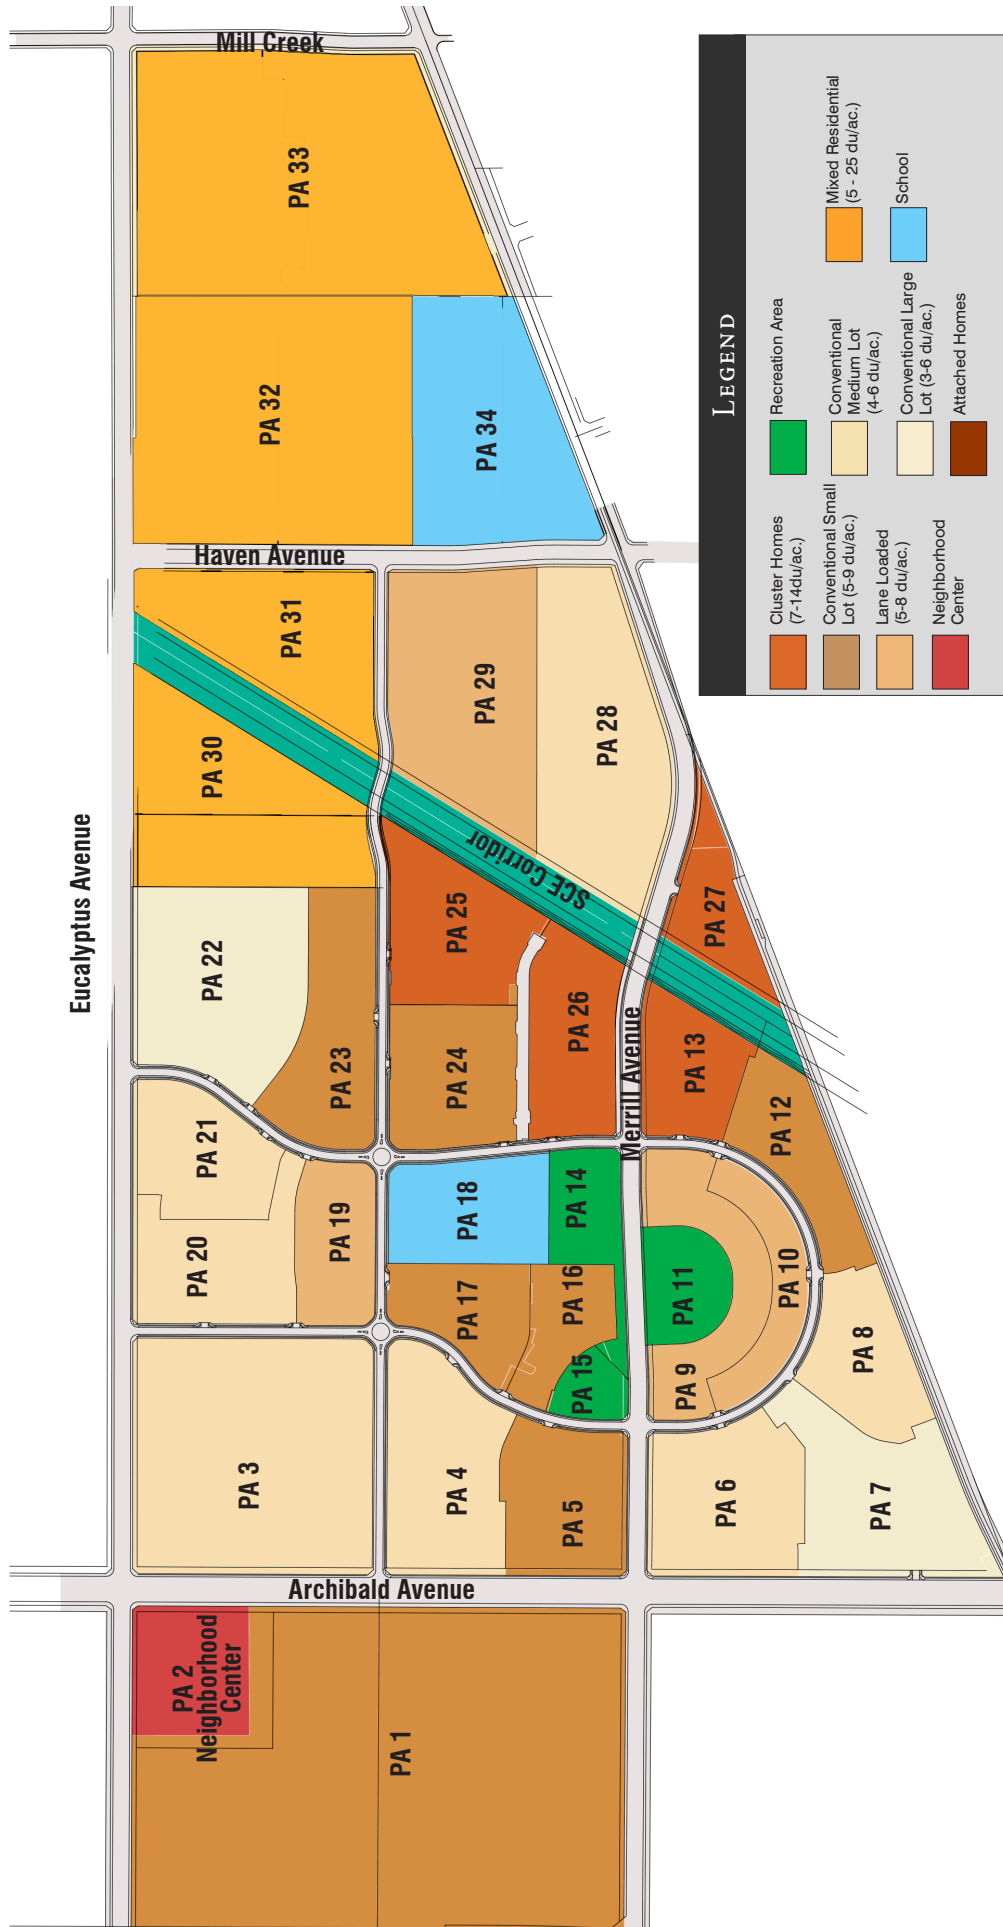 Mill Creek
PA 33
PA 32
PA 34
Haven Avenue
PA 31
PA 30
PA 29
PA 28
Eucalyptus Avenue
SCE Corridor
PA 22
PA 25
PA 27
PA 23
PA 24
PA 26
PA 13
Merrill Avenue
PA 12
PA 21
PA 20
PA 19
PA 18
PA 14
PA 17
PA 16
PA 15
PA 11
PA 10
PA 9
PA 8
PA 3
PA 4
PA 5
PA 6
PA 7
Archibald Avenue
PA 2
Neighborhood
Center
PA 1
LEGEND
Cluster Homes
(7-14du/ac.)
Conventional Small
Lot (5-9 du/ac.)
Lane Loaded
(5-8 du/ac.)
Neighborhood
Center
Recreation Area
Conventional
Medium Lot
(4-6 du/ac.)
Conventional Large
Lot (3-6 du/ac.)
Attached Homes
Mixed Residential
(5 - 25 du/ac.)
School